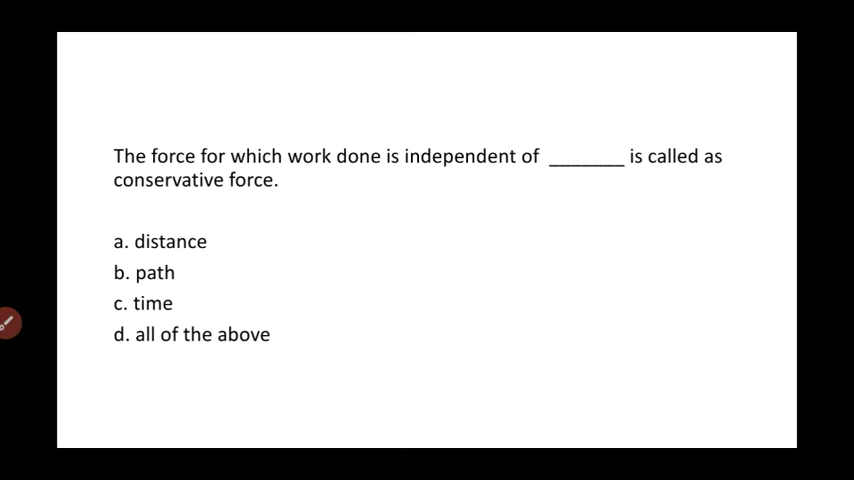 The force for which work done is independent of _______ is called as
conservative force.
a. distance
b. path
c. time
d. all of the above